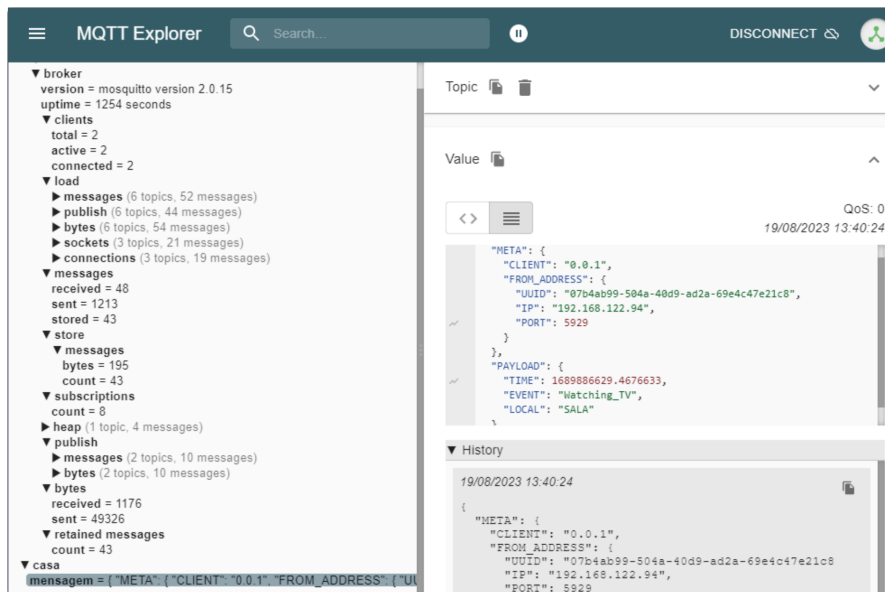 MQTT Explorer
Search...
DISCONNECT
▼ broker
version = mosquitto version 2.0.15
uptime = 1254 seconds
▼ clients
total = 2
active = 2
connected = 2
▼ load
▶ messages (6 topics, 52 messages)
▶ publish (6 topics, 44 messages)
▶ bytes (6 topics, 54 messages)
▶ sockets (3 topics, 21 messages)
▶ connections (3 topics, 19 messages)
▼ messages
received = 48
sent = 1213
stored = 43
▼ store
▼ messages
bytes = 195
count = 43
▼ subscriptions
count = 8
▶ heap (1 topic, 4 messages)
▼ publish
▶ messages (2 topics, 10 messages)
▶ bytes (2 topics, 10 messages)
▼ bytes
received = 1176
sent = 49326
▼ retained messages
count = 43
▼ casa
mensagem = { "META": { "CLIENT": "0.0.1", "FROM_ADDRESS": { "UU
Topic
Value
QoS: 0
19/08/2023 13:40:24
"META": {
"CLIENT": "0.0.1",
"FROM_ADDRESS": {
"UUID": "07b4ab99-504a-40d9-ad2a-69e4c47e21c8",
"IP": "192.168.122.94",
"PORT": 5929
}
},
"PAYLOAD": {
"TIME": 1689886629.4676633,
"EVENT": "Watching_TV",
"LOCAL": "SALA"
}
▼ History
19/08/2023 13:40:24
{
"META": {
"CLIENT": "0.0.1",
"FROM_ADDRESS": {
"UUID": "07b4ab99-504a-40d9-ad2a-69e4c47e21c8
"IP": "192.168.122.94",
"PORT": 5929